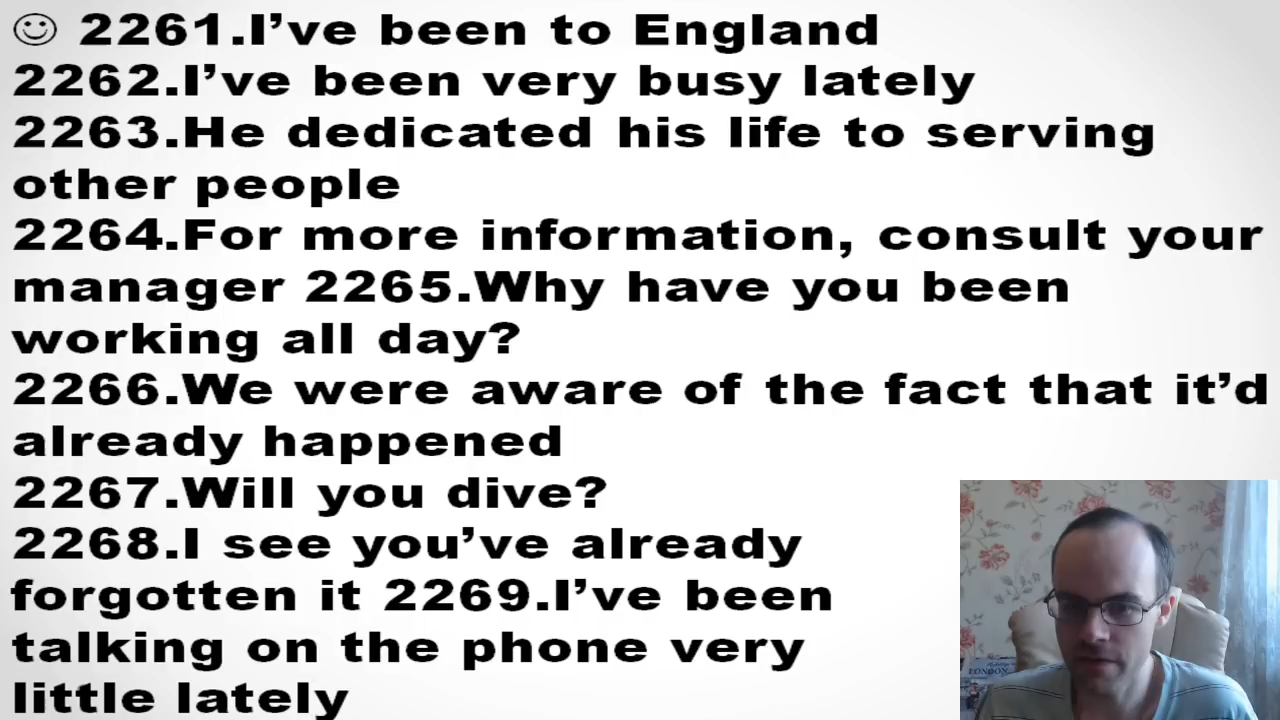 ☺ 2261.I’ve been to England
2262.I’ve been very busy lately
2263.He dedicated his life to serving
other people
2264.For more information, consult your
manager 2265.Why have you been
working all day?
2266.We were aware of the fact that it’d
already happened
2267.Will you dive?
2268.I see you’ve already
forgotten it 2269.I’ve been
talking on the phone very
little lately
LONDON